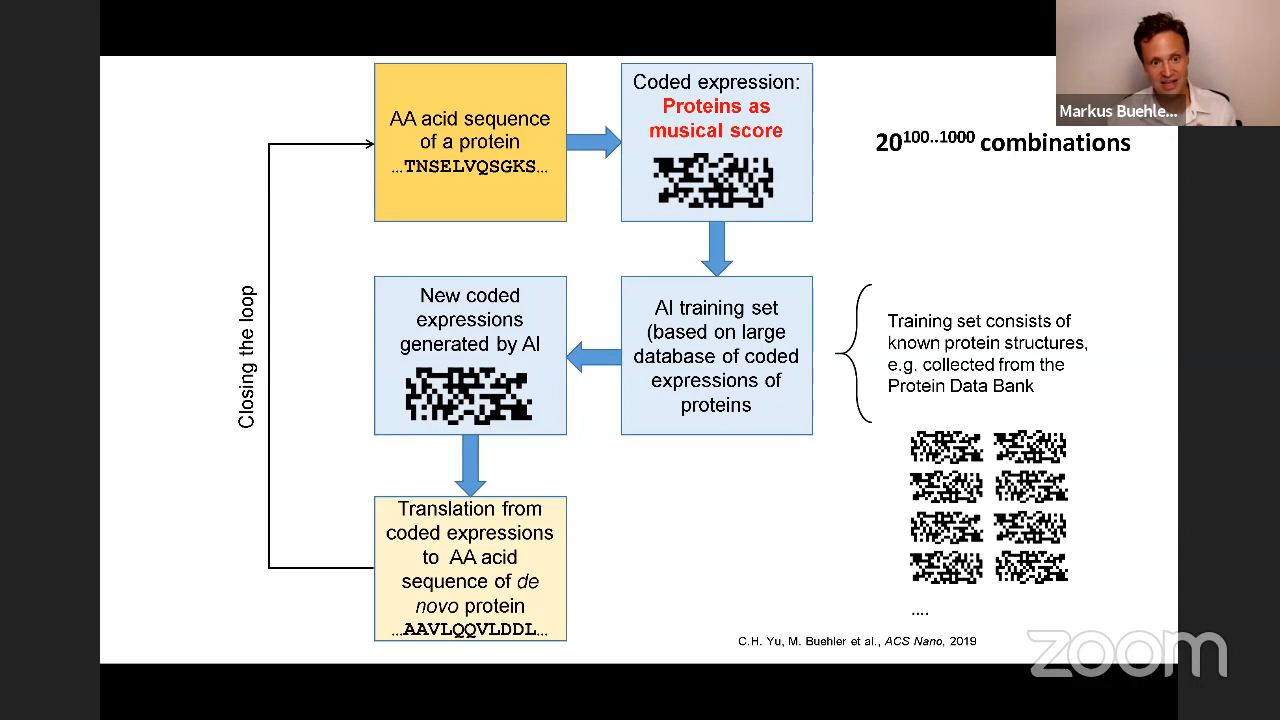 AA acid sequence
of a protein
...TNSELVQSGKS...
Coded expression:
Proteins as
musical score
Markus Buehle...
20100..1000 combinations
Closing the loop
New coded
expressions
generated by AI
AI training set
(based on large
database of coded
expressions of
proteins
Training set consists of
known protein structures,
e.g. collected from the
Protein Data Bank
....
Translation from
coded expressions
to AA acid
sequence of de
novo protein
...AAVLQQVLDDL...
C.H. Yu, M. Buehler et al., ACS Nano, 2019
zoom